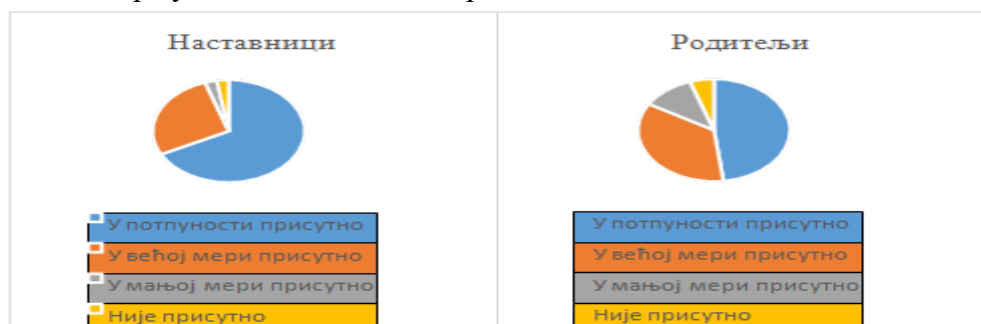 Наставници
У потпуности присутно
У већој мери присутно
У мањој мери присутно
Није присутно
Родитељи
У потпуности присутно
У већој мери присутно
У мањој мери присутно
Није присутно